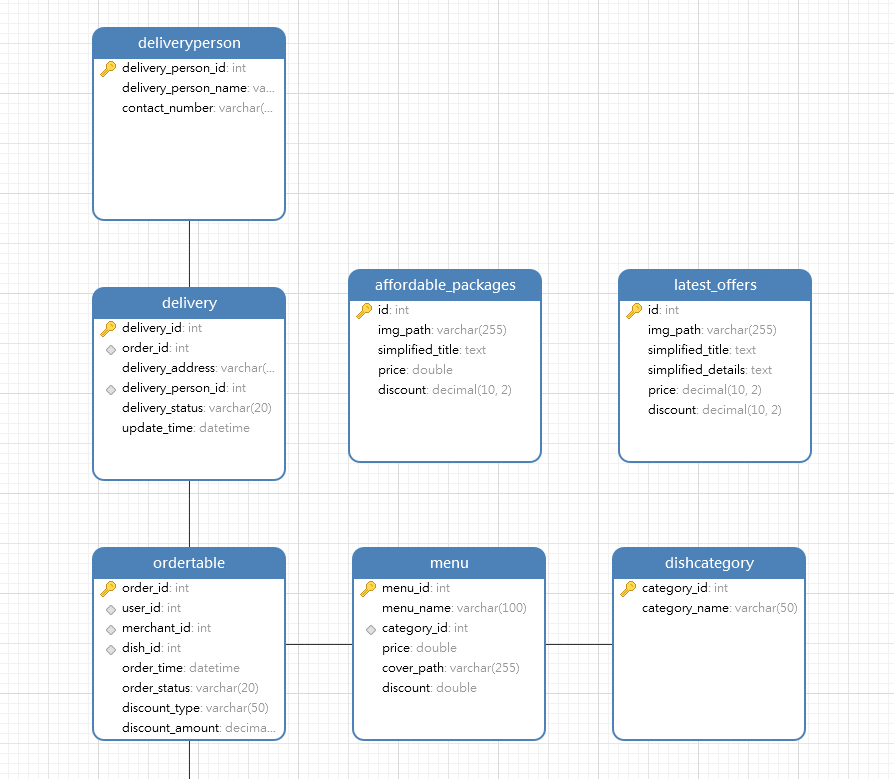 deliveryperson
delivery_person_id: int
delivery_person_name: va...
contact_number: varchar(...
delivery
delivery_id: int
order_id: int
delivery_address: varchar(...
delivery_person_id: int
delivery_status: varchar(20)
update_time: datetime
affordable_packages
id: int
img_path: varchar(255)
simplified_title: text
price: double
discount: decimal(10, 2)
latest_offers
id: int
img_path: varchar(255)
simplified_title: text
simplified_details: text
price: decimal(10, 2)
discount: decimal(10, 2)
ordertable
order_id: int
user_id: int
merchant_id: int
dish_id: int
order_time: datetime
order_status: varchar(20)
discount_type: varchar(50)
discount_amount: decima...
menu
menu_id: int
menu_name: varchar(100)
category_id: int
price: double
cover_path: varchar(255)
discount: double
dishcategory
category_id: int
category_name: varchar(50)